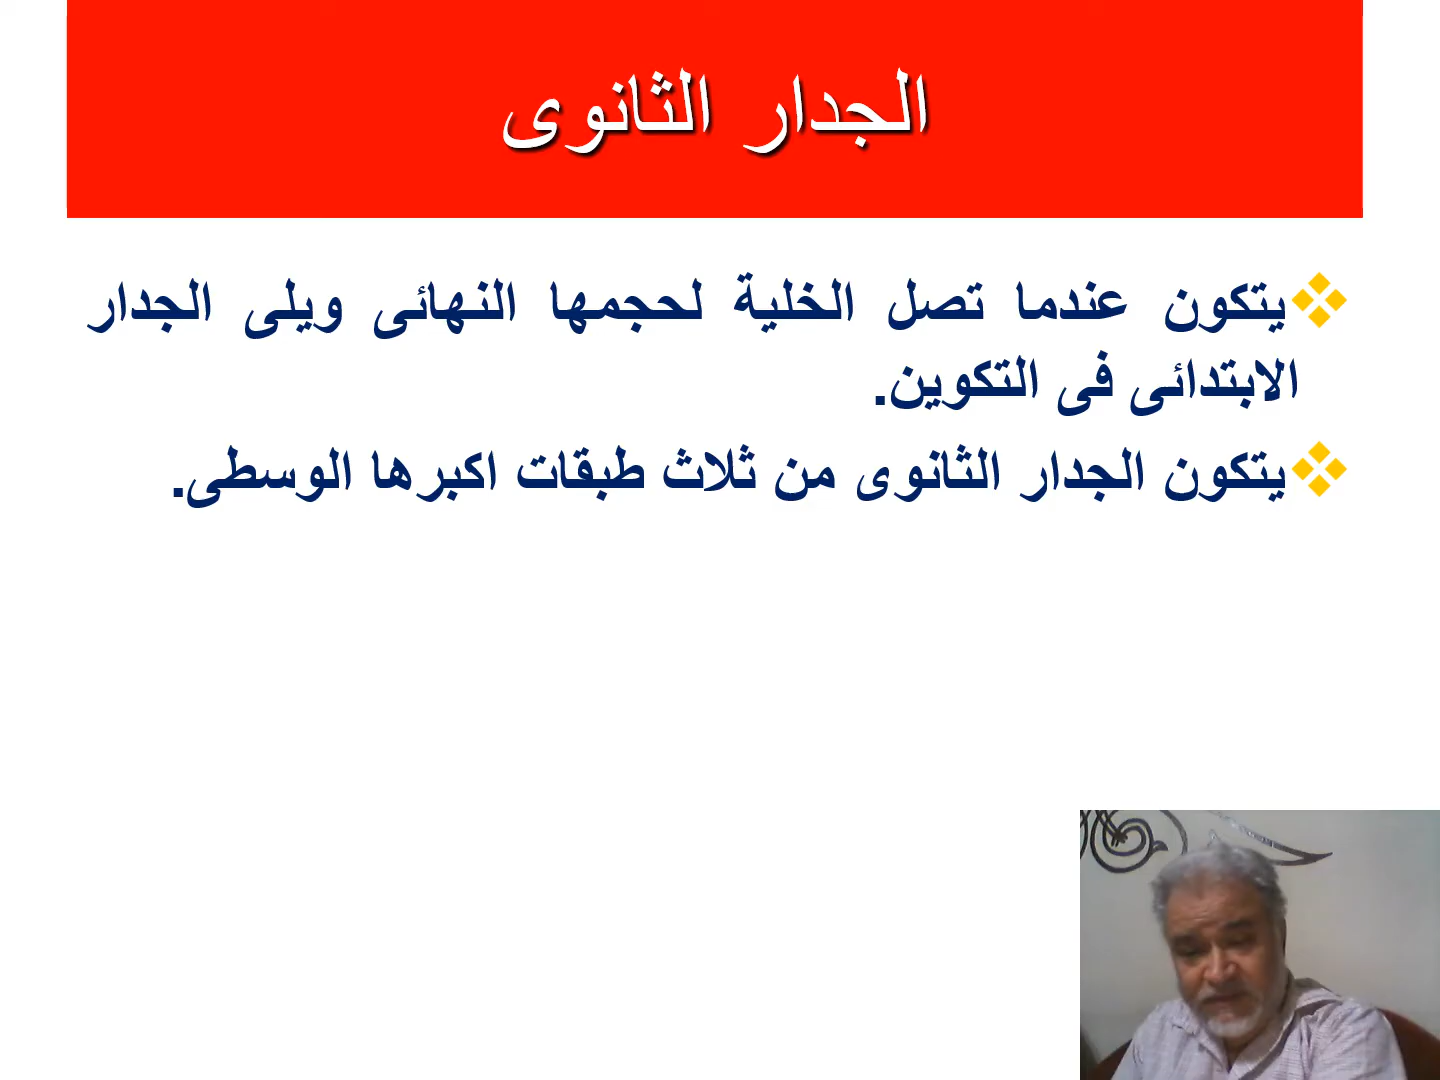 الجدار الثانوى
يتكون عندما تصل الخلية لحجمها النهائى ويلى الجدار
الابتدائى فى التكوين.
يتكون الجدار الثانوى من ثلاث طبقات اكبرها الوسطى.